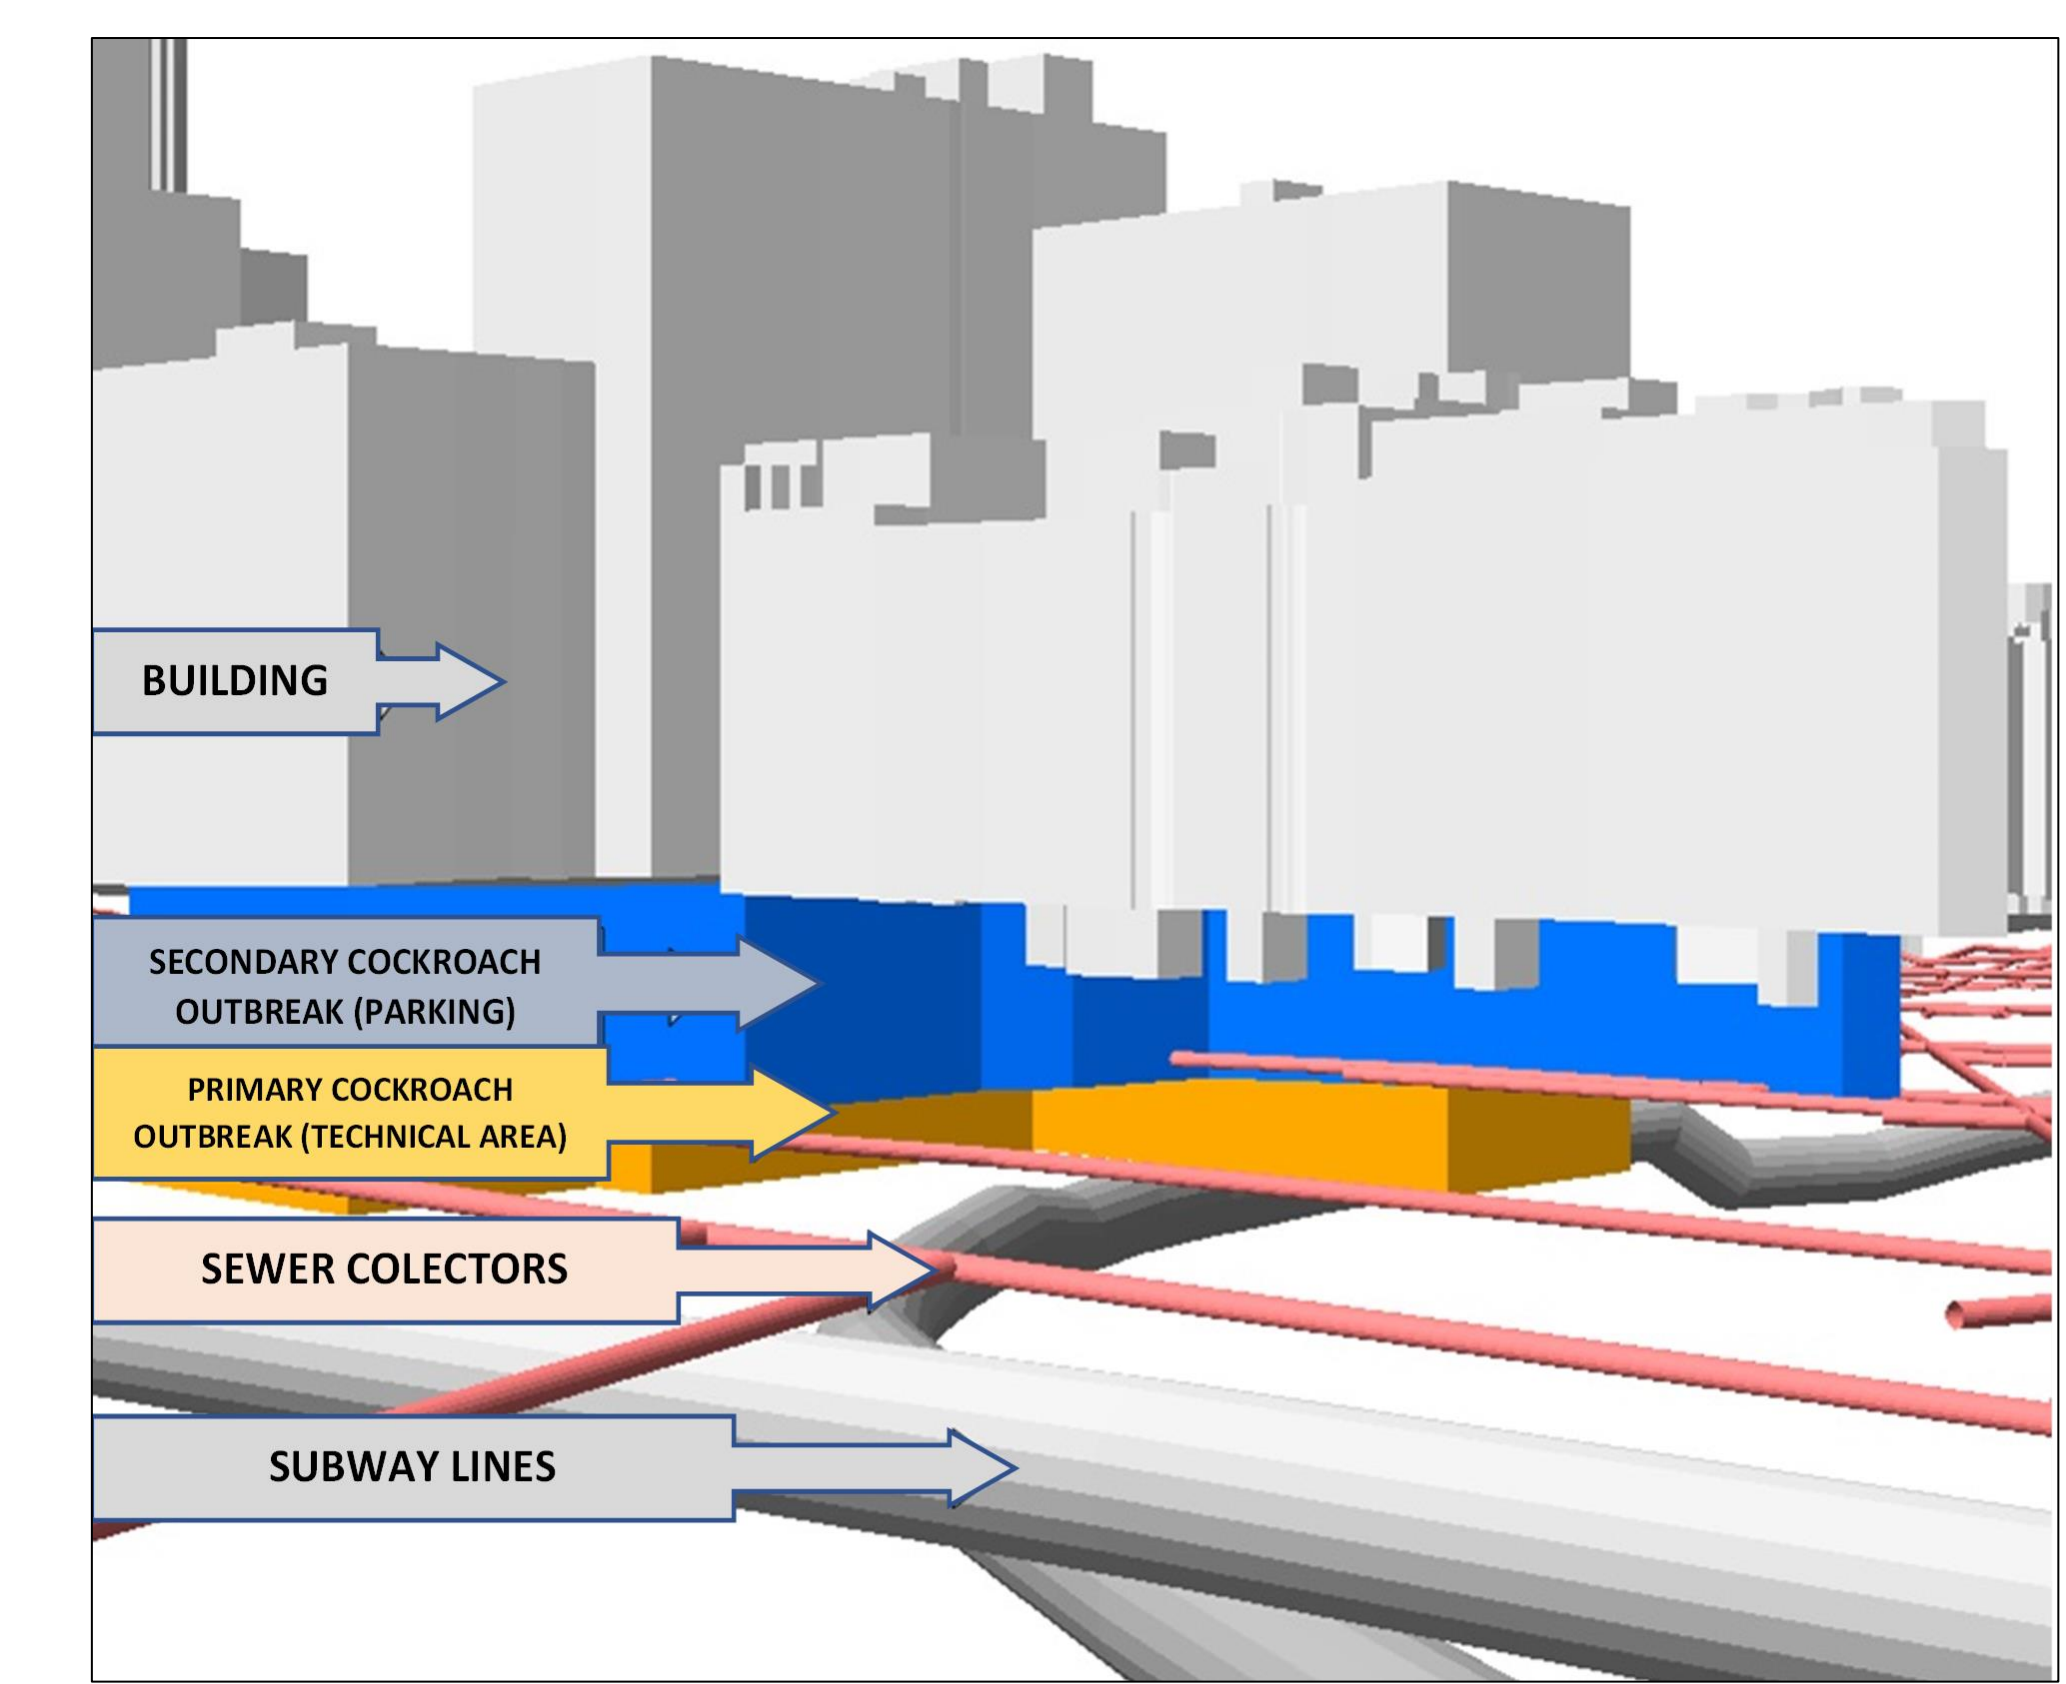 BUILDING
SECONDARY COCKROACH
OUTBREAK (PARKING)
PRIMARY COCKROACH
OUTBREAK (TECHNICAL AREA)
SEWER COLECTORS
SUBWAY LINES